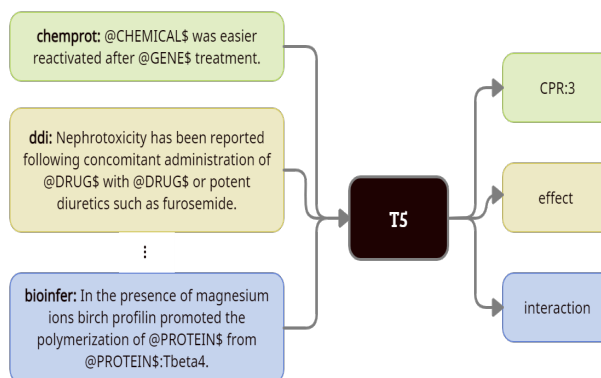 chemprot: @CHEMICAL$ was easier
reactivated after @GENE$ treatment.
ddi: Nephrotoxicity has been reported
following concomitant administration of
@DRUG$ with @DRUG$ or potent
diuretics such as furosemide.
⋮
bioinfer: In the presence of magnesium
ions birch profilin promoted the
polymerization of @PROTEIN$ from
@PROTEIN$:Tbeta4.
T5
CPR:3
effect
interaction